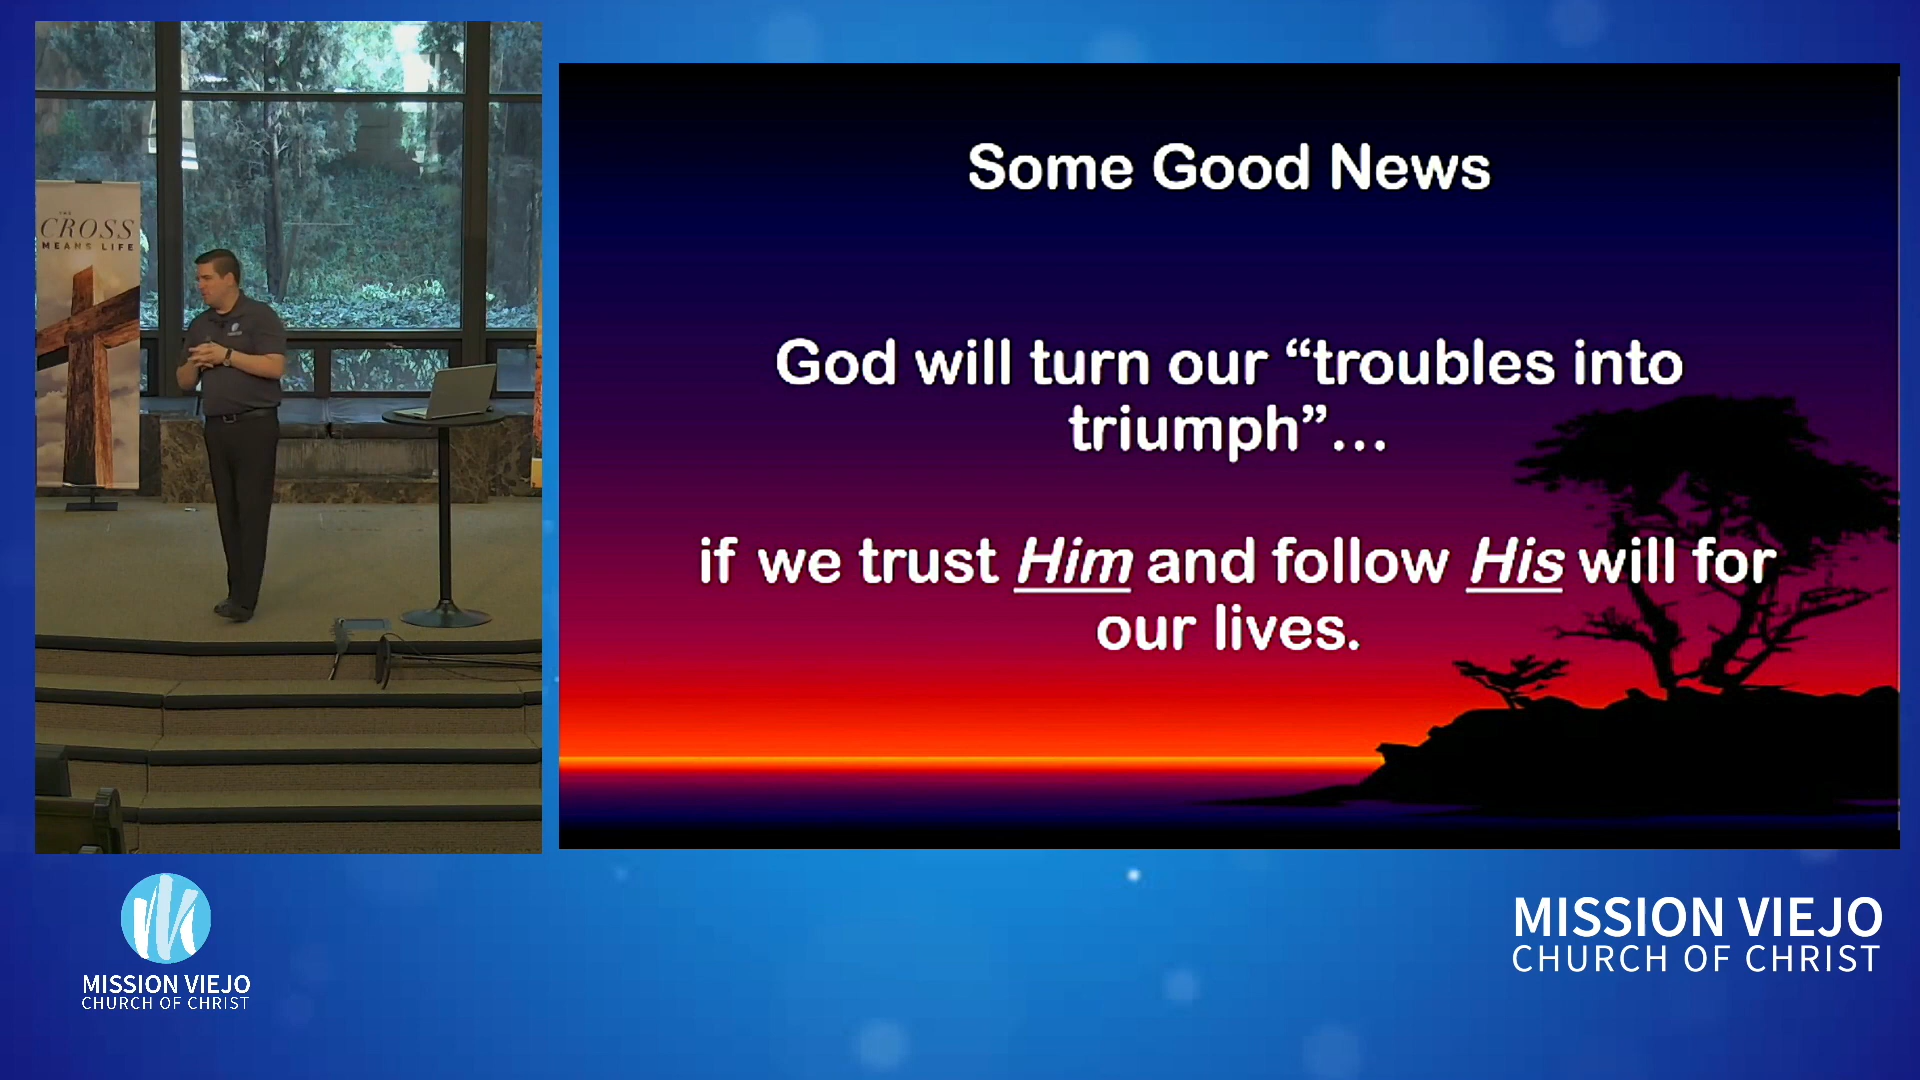 THE
CROSS
MEANS LIFE
Some Good News
God will turn our “troubles into
triumph”…
if we trust Him and follow His will for
our lives.
MISSION VIEJO
CHURCH OF CHRIST
MISSION VIEJO
CHURCH OF CHRIST